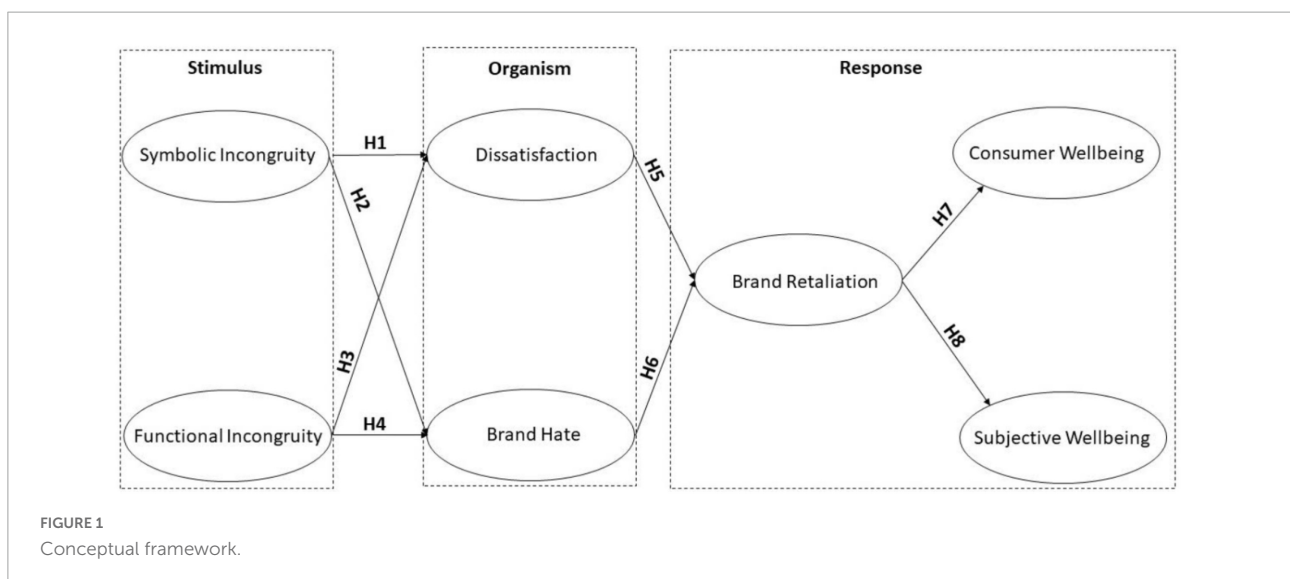 Stimulus
Organism
Response
Symbolic Incongruity
H1
Dissatisfaction
H5
Consumer Wellbeing
H2
H7
Brand Retaliation
H3
H6
H8
Functional Incongruity
H4
Brand Hate
Subjective Wellbeing
FIGURE 1
Conceptual framework.